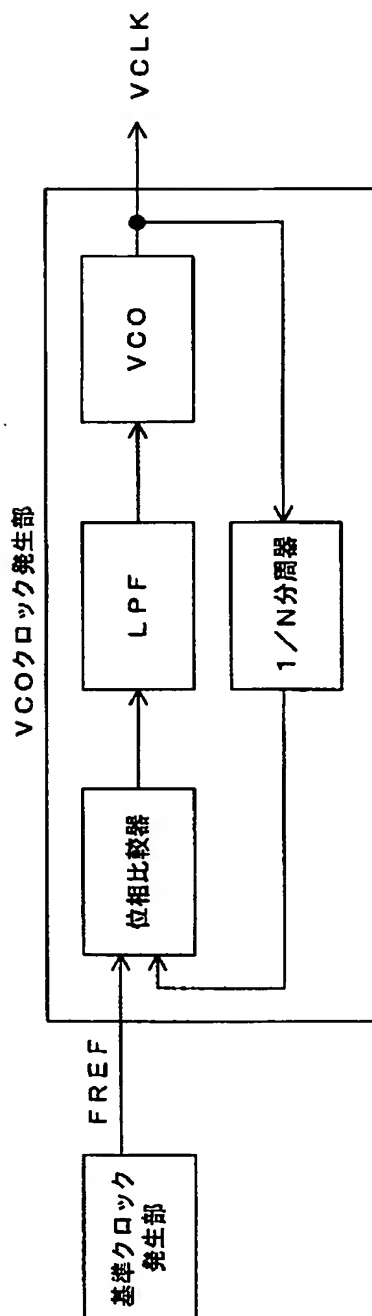 VCOクロック発生部
基準クロック
発生部
FREF
位相比較器
LPF
VCO
VCLK
1/N分周器